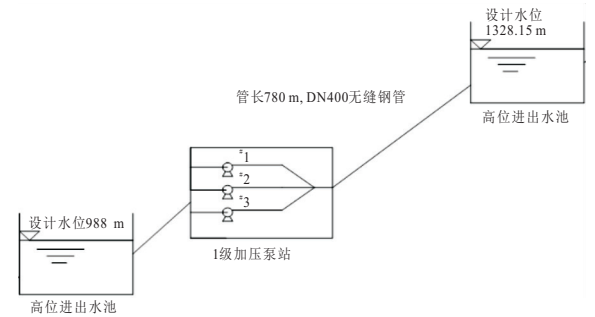 设计水位
1328.15 m
管长780 m, DN400无缝钢管
高位进出水池
#1
#2
#3
设计水位988 m
1级加压泵站
高位进出水池